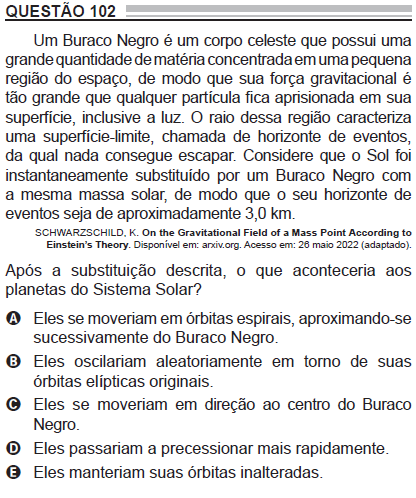 QUESTÃO 102
Um Buraco Negro é um corpo celeste que possui uma
grande quantidade de matéria concentrada em uma pequena
região do espaço, de modo que sua força gravitacional é
tão grande que qualquer partícula fica aprisionada em sua
superfície, inclusive a luz. O raio dessa região caracteriza
uma superfície-limite, chamada de horizonte de eventos,
da qual nada consegue escapar. Considere que o Sol foi
instantaneamente substituído por um Buraco Negro com
a mesma massa solar, de modo que o seu horizonte de
eventos seja de aproximadamente 3,0 km.
SCHWARZSCHILD, K. On the Gravitational Field of a Mass Point According to
Einstein's Theory. Disponível em: arxiv.org. Acesso em: 26 maio 2022 (adaptado).
Após a substituição descrita, o que aconteceria aos
planetas do Sistema Solar?
A Eles se moveriam em órbitas espirais, aproximando-se
sucessivamente do Buraco Negro.
B Eles oscilariam aleatoriamente em torno de suas
órbitas elípticas originais.
C Eles se moveriam em direção ao centro do Buraco
Negro.
D Eles passariam a precessionar mais rapidamente.
E Eles manteriam suas órbitas inalteradas.